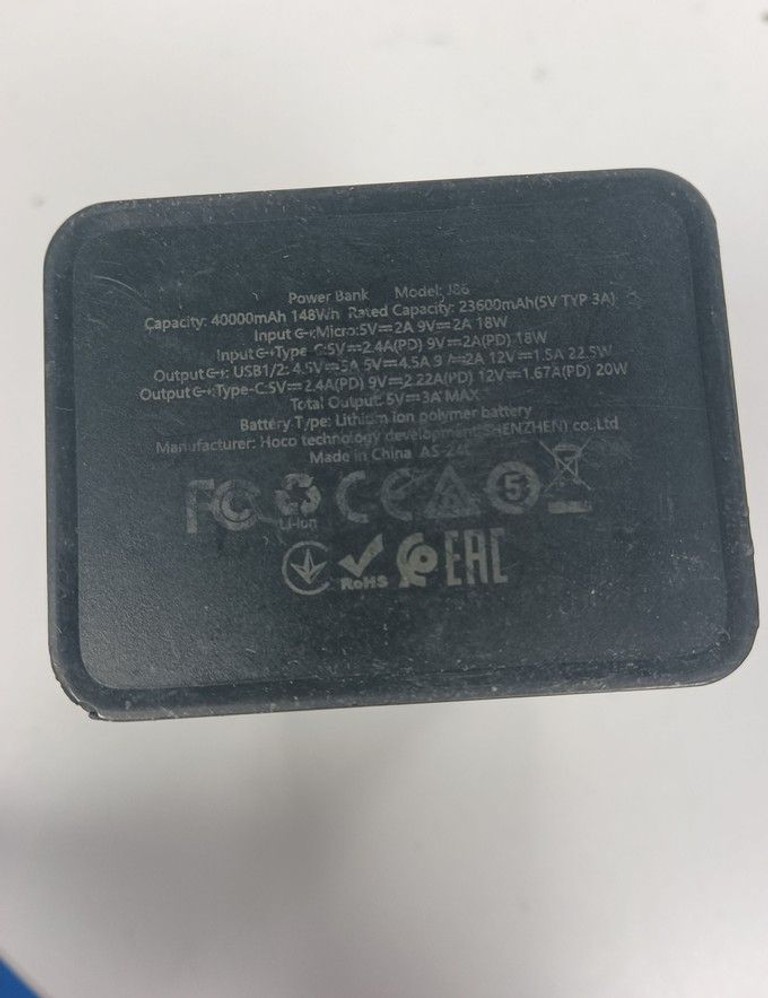 Power Bank Model: J86
Capacity: 40000mAh 148Wh Rated Capacity: 23600mAh(5V TYP 3A)
Input Micro:5V⎓2A 9V⎓2A 18W
Input Type-C:5V⎓2.4A(PD) 9V⎓2A(PD) 18W
Output : USB1/2: 4.5V⎓5A 5V⎓4.5A 9 ⎓2A 12V⎓1.5A 22.5W
Output :Type-C:5V⎓2.4A(PD) 9V⎓2.22A(PD) 12V⎓1.67A(PD) 20W
Total Output: 5V⎓3A MAX
Battery Type: Lithium ion polymer battery
Manufacturer: Hoco technology development(SHENZHEN) co.,Ltd
Made in China
FC Li-ion CE 5
RoHS EAC